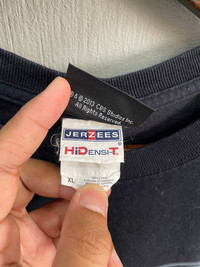 & © 2013 CBS Studios Inc.
All Rights Reserved.
JERZEES
HiDENSI-T
XL